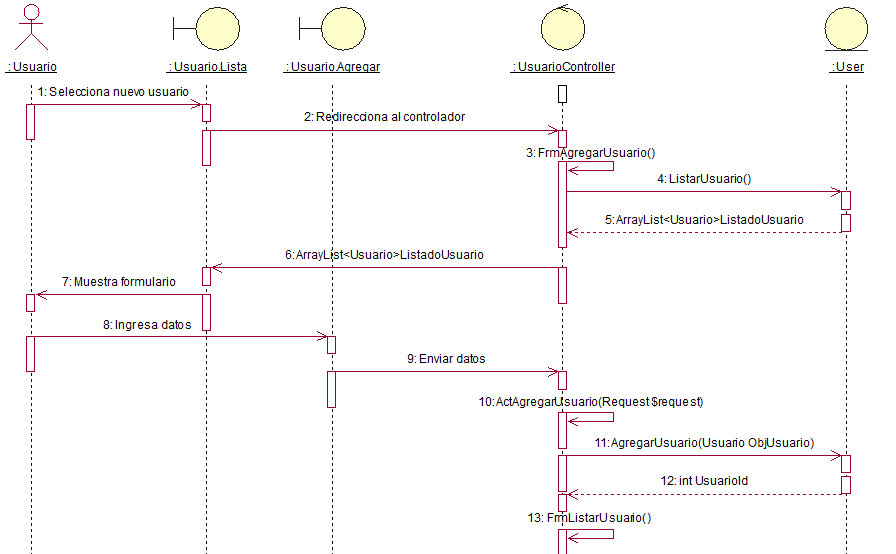 : Usuario
: Usuario.Lista
: Usuario.Agregar
: UsuarioController
: User
1: Selecciona nuevo usuario
2: Redirecciona al controlador
3: FrmAgregarUsuario()
4: ListarUsuario()
5: ArrayList<Usuario>ListadoUsuario
6: ArrayList<Usuario>ListadoUsuario
7: Muestra formulario
8: Ingresa datos
9: Enviar datos
10: ActAgregarUsuario(Request $request)
11: AgregarUsuario(Usuario ObjUsuario)
12: int UsuarioId
13: FrmListarUsuario()